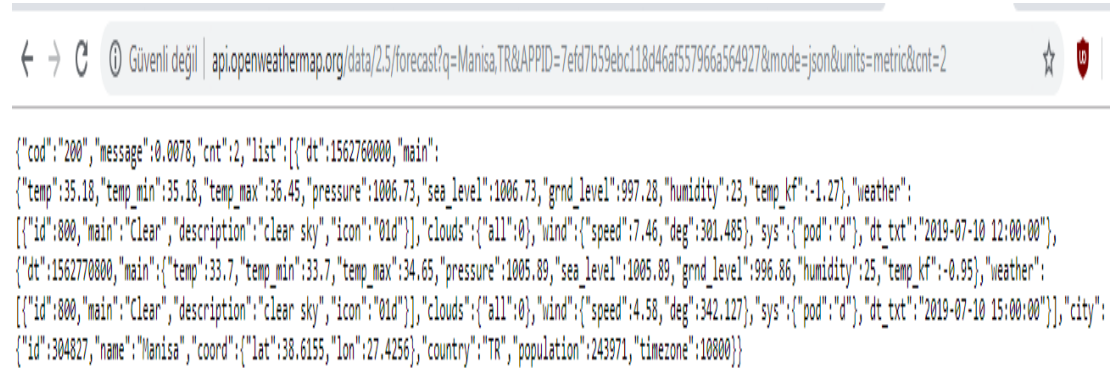 Güvenli değil | api.openweathermap.org/data/2.5/forecast?q=Manisa,TR&APPID=7efd7b59ebc118d46af557966a564927&mode=json&units=metric&cnt=2
{"cod":"200","message":0.0078,"cnt":2,"list":[{"dt":1562760000,"main":
{"temp":35.18,"temp_min":35.18,"temp_max":36.45,"pressure":1006.73,"sea_level":1006.73,"grnd_level":997.28,"humidity":23,"temp_kf":-1.27},"weather":
[{"id":800,"main":"Clear","description":"clear sky","icon":"01d"}],"clouds":{"all":0},"wind":{"speed":7.46,"deg":301.485},"sys":{"pod":"d"},"dt_txt":"2019-07-10 12:00:00"},
{"dt":1562770800,"main":{"temp":33.7,"temp_min":33.7,"temp_max":34.65,"pressure":1005.89,"sea_level":1005.89,"grnd_level":996.86,"humidity":25,"temp_kf":-0.95},"weather":
[{"id":800,"main":"Clear","description":"clear sky","icon":"01d"}],"clouds":{"all":0},"wind":{"speed":4.58,"deg":342.127},"sys":{"pod":"d"},"dt_txt":"2019-07-10 15:00:00"}],"city":
{"id":304827,"name":"Manisa","coord":{"lat":38.6155,"lon":27.4256},"country":"TR","population":243971,"timezone":10800}}